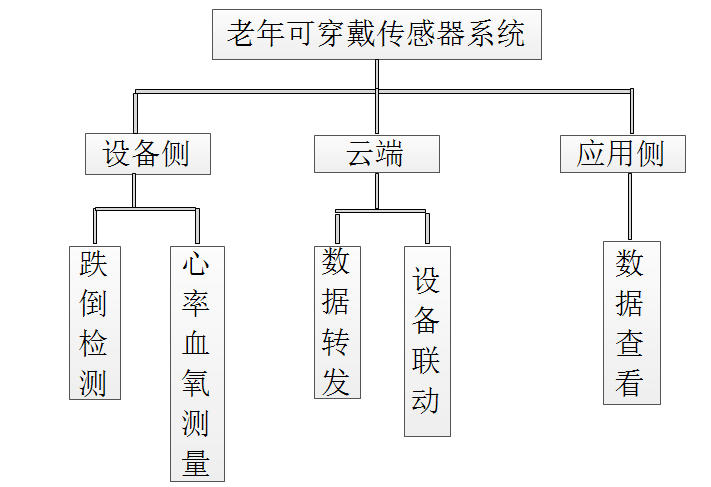 老年可穿戴传感器系统
设备侧
云端
应用侧
跌倒检测
心率血氧测量
数据转发
设备联动
数据查看